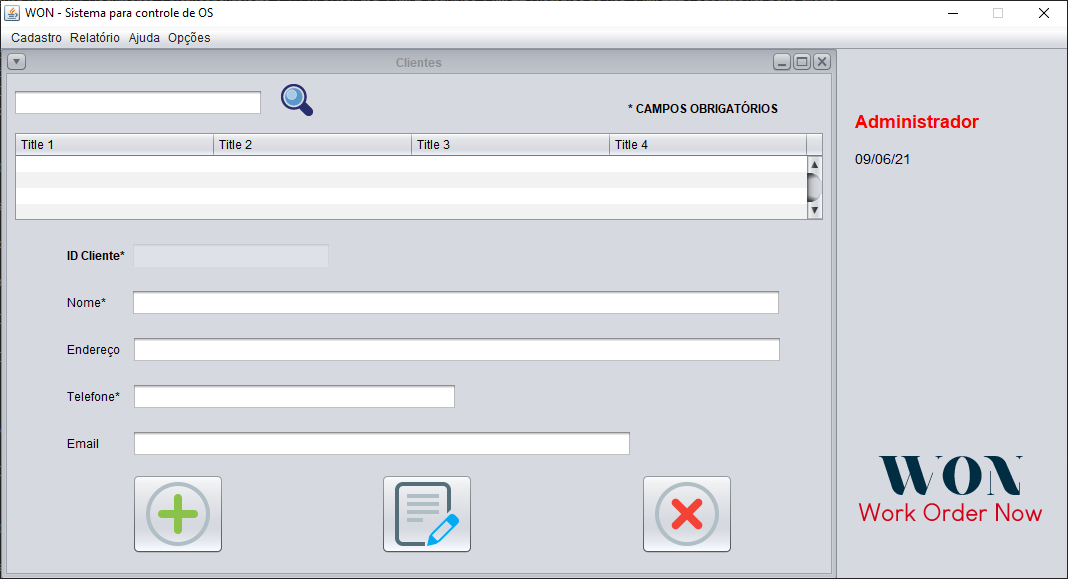 WON - Sistema para controle de OS
Cadastro Relatório Ajuda Opções
Clientes
* CAMPOS OBRIGATÓRIOS
Title 1 Title 2 Title 3 Title 4
ID Cliente*
Nome*
Endereço
Telefone*
Email
Administrador
09/06/21
WON
Work Order Now